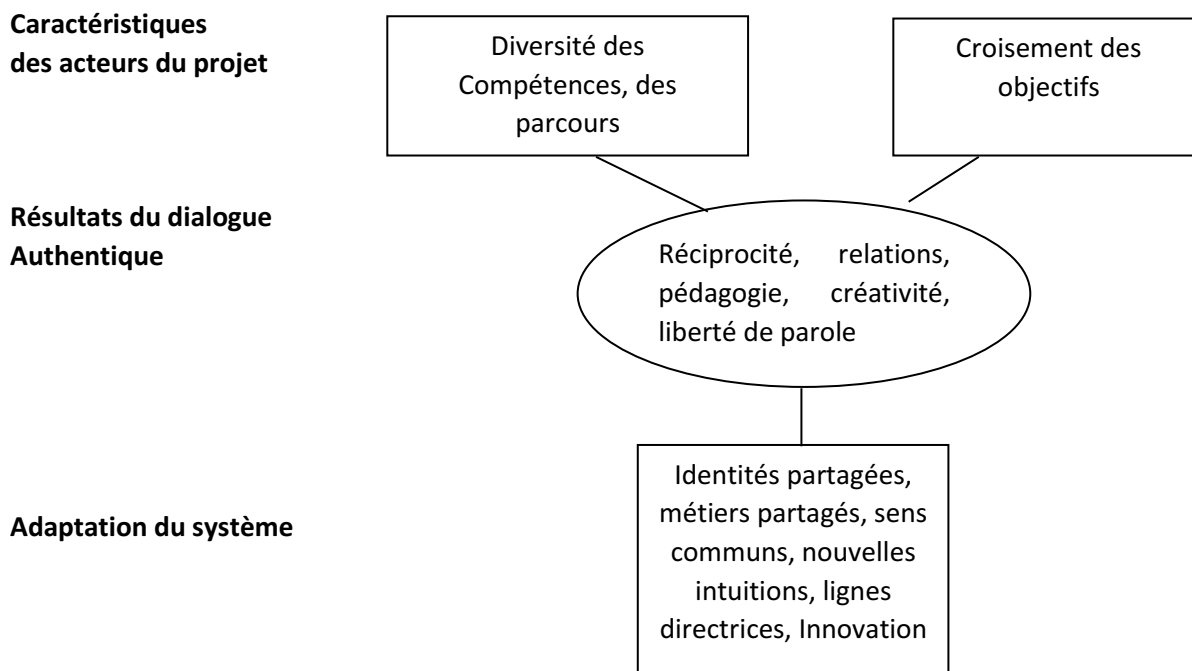 Caractéristiques
des acteurs du projet
Diversité des
Compétences, des
parcours
Croisement des
objectifs
Résultats du dialogue
Authentique
Réciprocité, relations,
pédagogie, créativité,
liberté de parole
Adaptation du système
Identités partagées,
métiers partagés, sens
communs, nouvelles
intuitions, lignes
directrices, Innovation